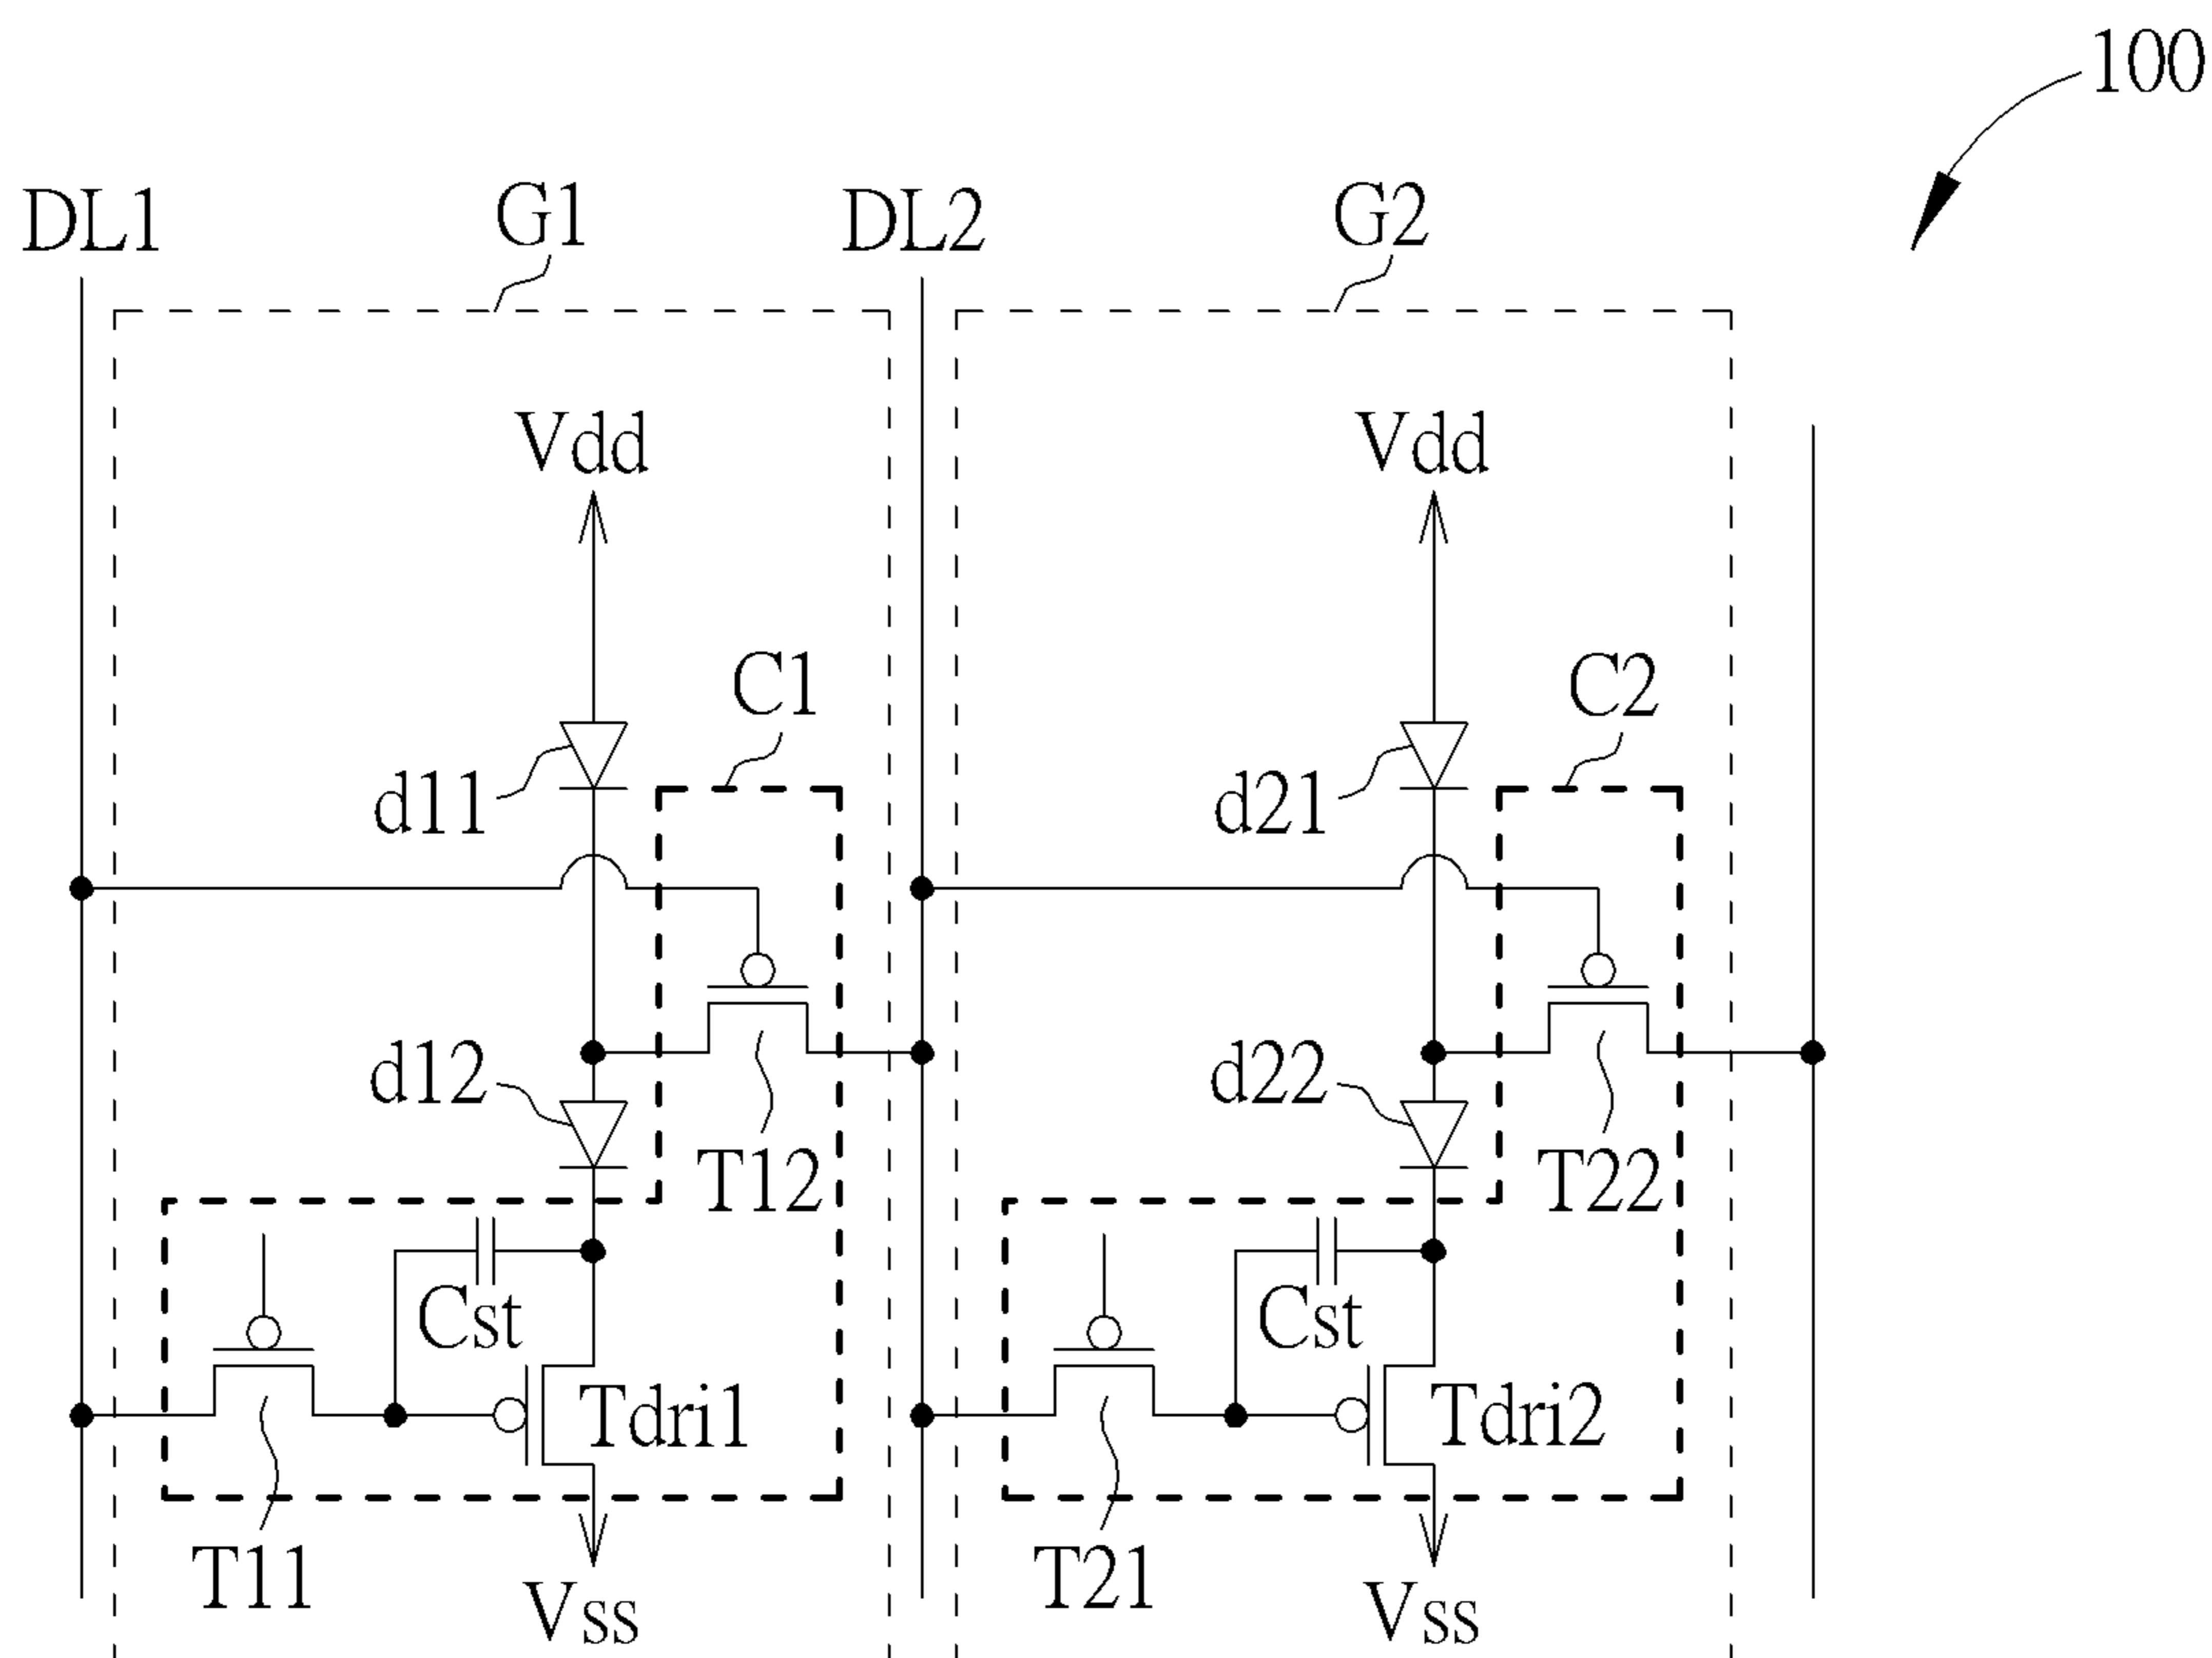 100
DL1
G1
DL2
G2
Vdd
Vdd
C1
C2
d11
d21
d12
d22
T12
T22
Cst
Cst
Tdri1
Tdri2
T11
T21
Vss
Vss